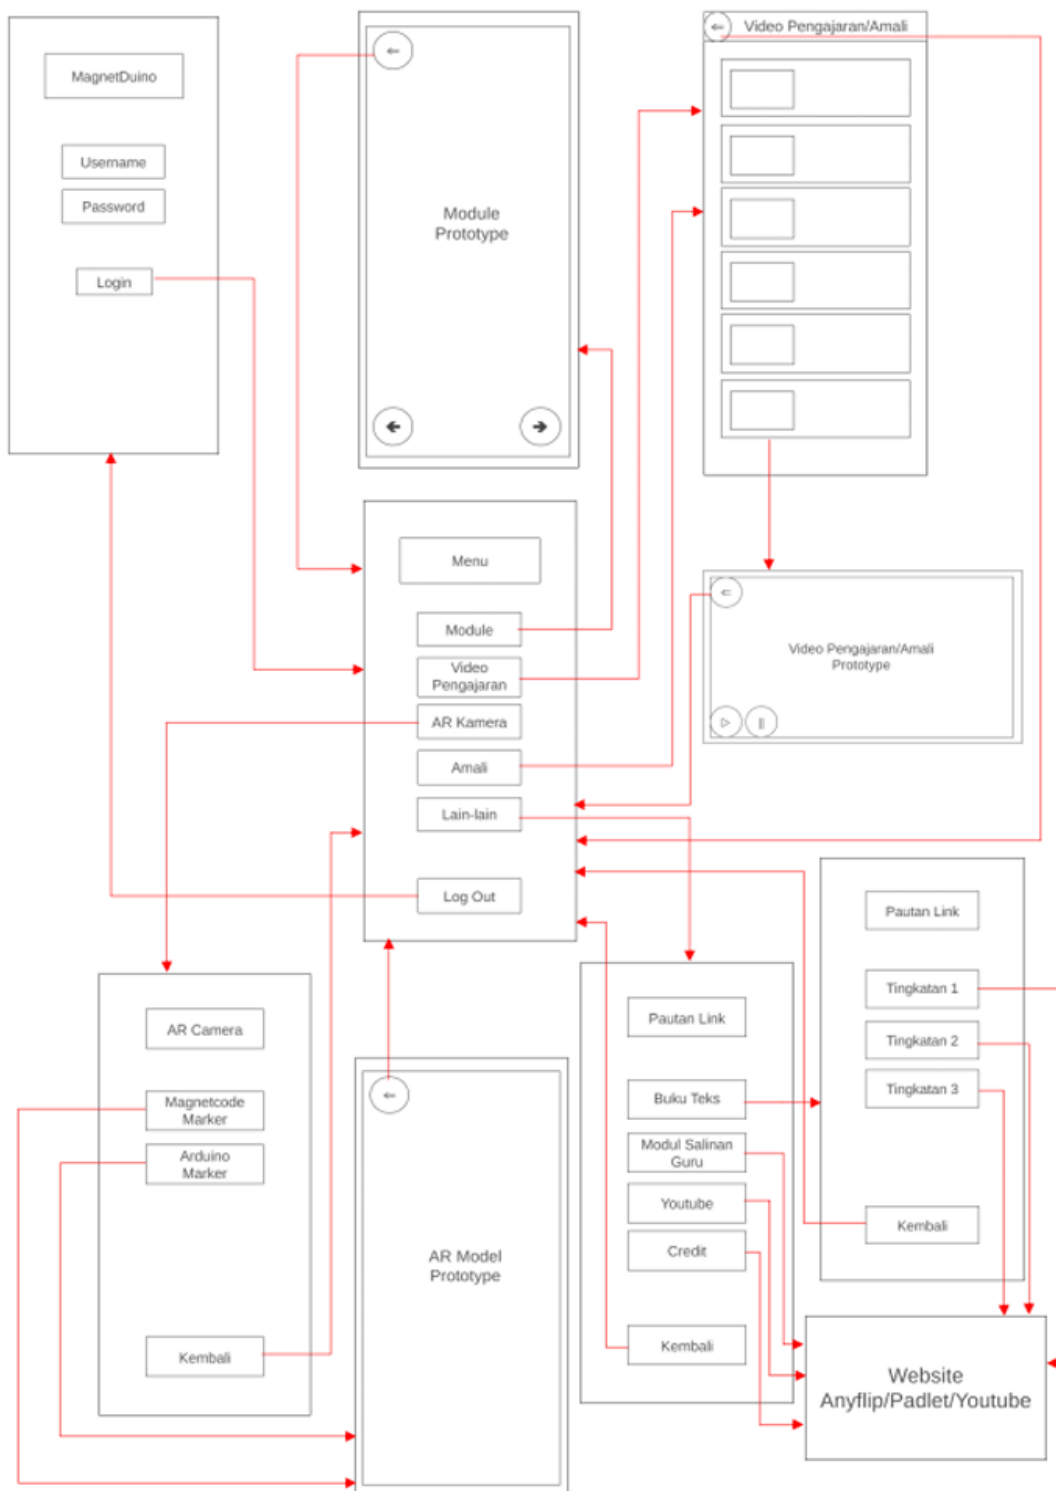 MagnetDuino
Username
Password
Login
Module
Prototype
Video Pengajaran/Amali
Menu
Module
Video
Pengajaran
AR Kamera
Amali
Lain-lain
Log Out
Video Pengajaran/Amali
Prototype
AR Camera
Magnetcode
Marker
Arduino
Marker
Kembali
AR Model
Prototype
Pautan Link
Buku Teks
Modul Salinan
Guru
Youtube
Credit
Kembali
Pautan Link
Tingkatan 1
Tingkatan 2
Tingkatan 3
Kembali
Website
Anyflip/Padlet/Youtube